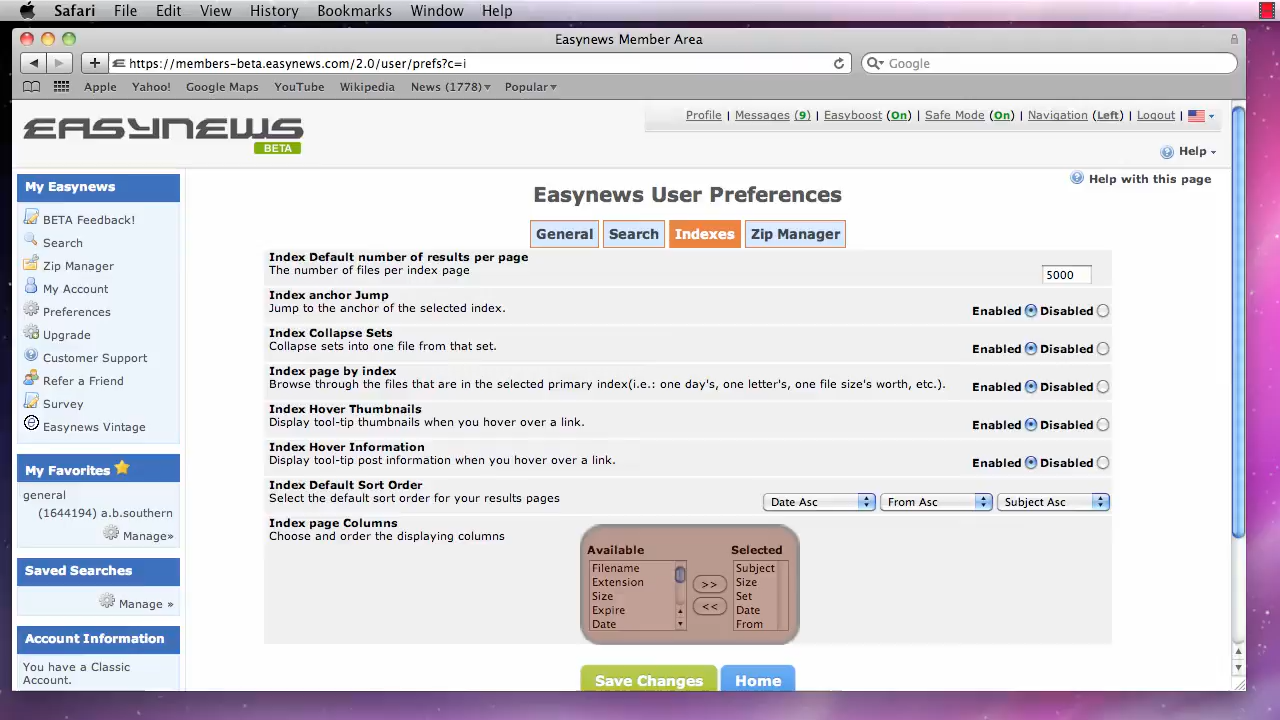 Safari File Edit View History Bookmarks Window Help
Easynews Member Area
https://members-beta.easynews.com/2.0/user/prefs?c=i
Google
Apple Yahoo! Google Maps YouTube Wikipedia News (1778) Popular
EASYNEWS
BETA
Profile | Messages (9) | Easyboost (On) | Safe Mode (On) | Navigation (Left) | Logout |
Help
Help with this page
My Easynews
BETA Feedback!
Search
Zip Manager
My Account
Preferences
Upgrade
Customer Support
Refer a Friend
Survey
Easynews Vintage
My Favorites
general
(1644194) a.b.southern
Manage»
Saved Searches
Manage »
Account Information
You have a Classic
Account.
Easynews User Preferences
General Search Indexes Zip Manager
Index Default number of results per page
The number of files per index page
5000
Index anchor Jump
Jump to the anchor of the selected index.
Enabled Disabled
Index Collapse Sets
Collapse sets into one file from that set.
Enabled Disabled
Index page by index
Browse through the files that are in the selected primary index(i.e.: one day's, one letter's, one file size's worth, etc.).
Enabled Disabled
Index Hover Thumbnails
Display tool-tip thumbnails when you hover over a link.
Enabled Disabled
Index Hover Information
Display tool-tip post information when you hover over a link.
Enabled Disabled
Index Default Sort Order
Select the default sort order for your results pages
Date Asc From Asc Subject Asc
Index page Columns
Choose and order the displaying columns
Available
Filename
Extension
Size
Expire
Date
>>
<<
Selected
Subject
Size
Set
Date
From
Save Changes Home